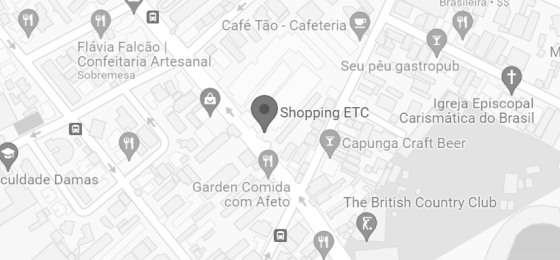 Brasileira • $$
Café Tão - Cafeteria
Flávia Falcão |
Confeitaria Artesanal
Sobremesa
Seu pêu gastropub
Igreja Episcopal
Carismática do Brasil
Shopping ETC
Capunga Craft Beer
culdade Damas
Garden Comida
com Afeto
The British Country Club